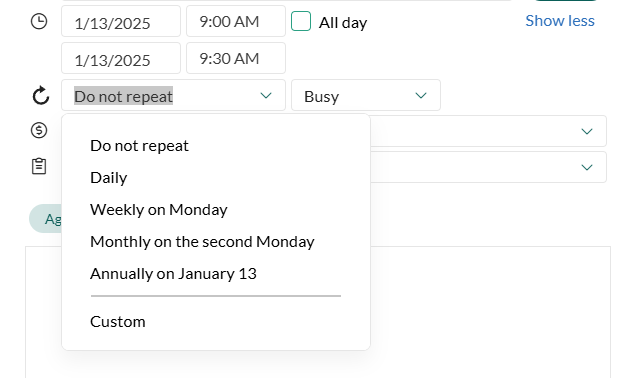 1/13/2025 9:00 AM All day Show less
1/13/2025 9:30 AM
Do not repeat Busy
Do not repeat
Daily
Weekly on Monday
Monthly on the second Monday
Ag
Annually on January 13
Custom